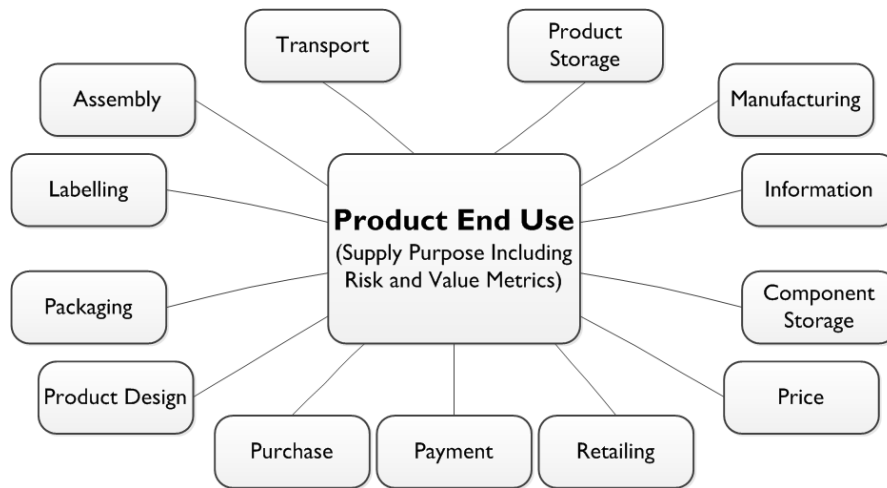 Transport
Product
Storage
Assembly
Manufacturing
Labelling
Information
Product End Use
(Supply Purpose Including
Risk and Value Metrics)
Packaging
Component
Storage
Product Design
Price
Purchase
Payment
Retailing